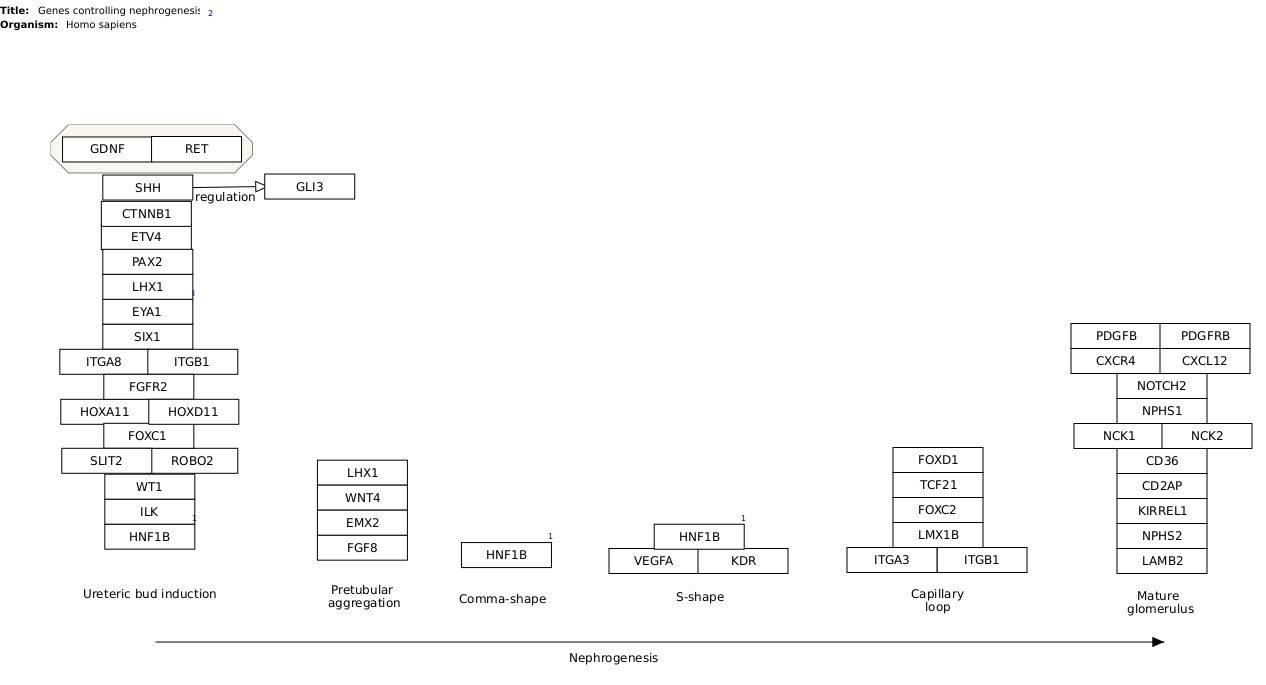 Title: Genes controlling nephrogenesis 2
Organism: Homo sapiens
GDNF RET
SHH
regulation
GLI3
CTNNB1
ETV4
PAX2
LHX1
EYA1
SIX1
ITGA8 ITGB1
FGFR2
HOXA11 HOXD11
FOXC1
SLIT2 ROBO2
WT1
ILK
1
HNF1B
Ureteric bud induction
LHX1
WNT4
EMX2
FGF8
Pretubular
aggregation
1
HNF1B
Comma-shape
1
HNF1B
VEGFA KDR
S-shape
FOXD1
TCF21
FOXC2
LMX1B
ITGA3 ITGB1
Capillary
loop
PDGFB PDGFRB
CXCR4 CXCL12
NOTCH2
NPHS1
NCK1 NCK2
CD36
CD2AP
KIRREL1
NPHS2
LAMB2
Mature
glomerulus
Nephrogenesis